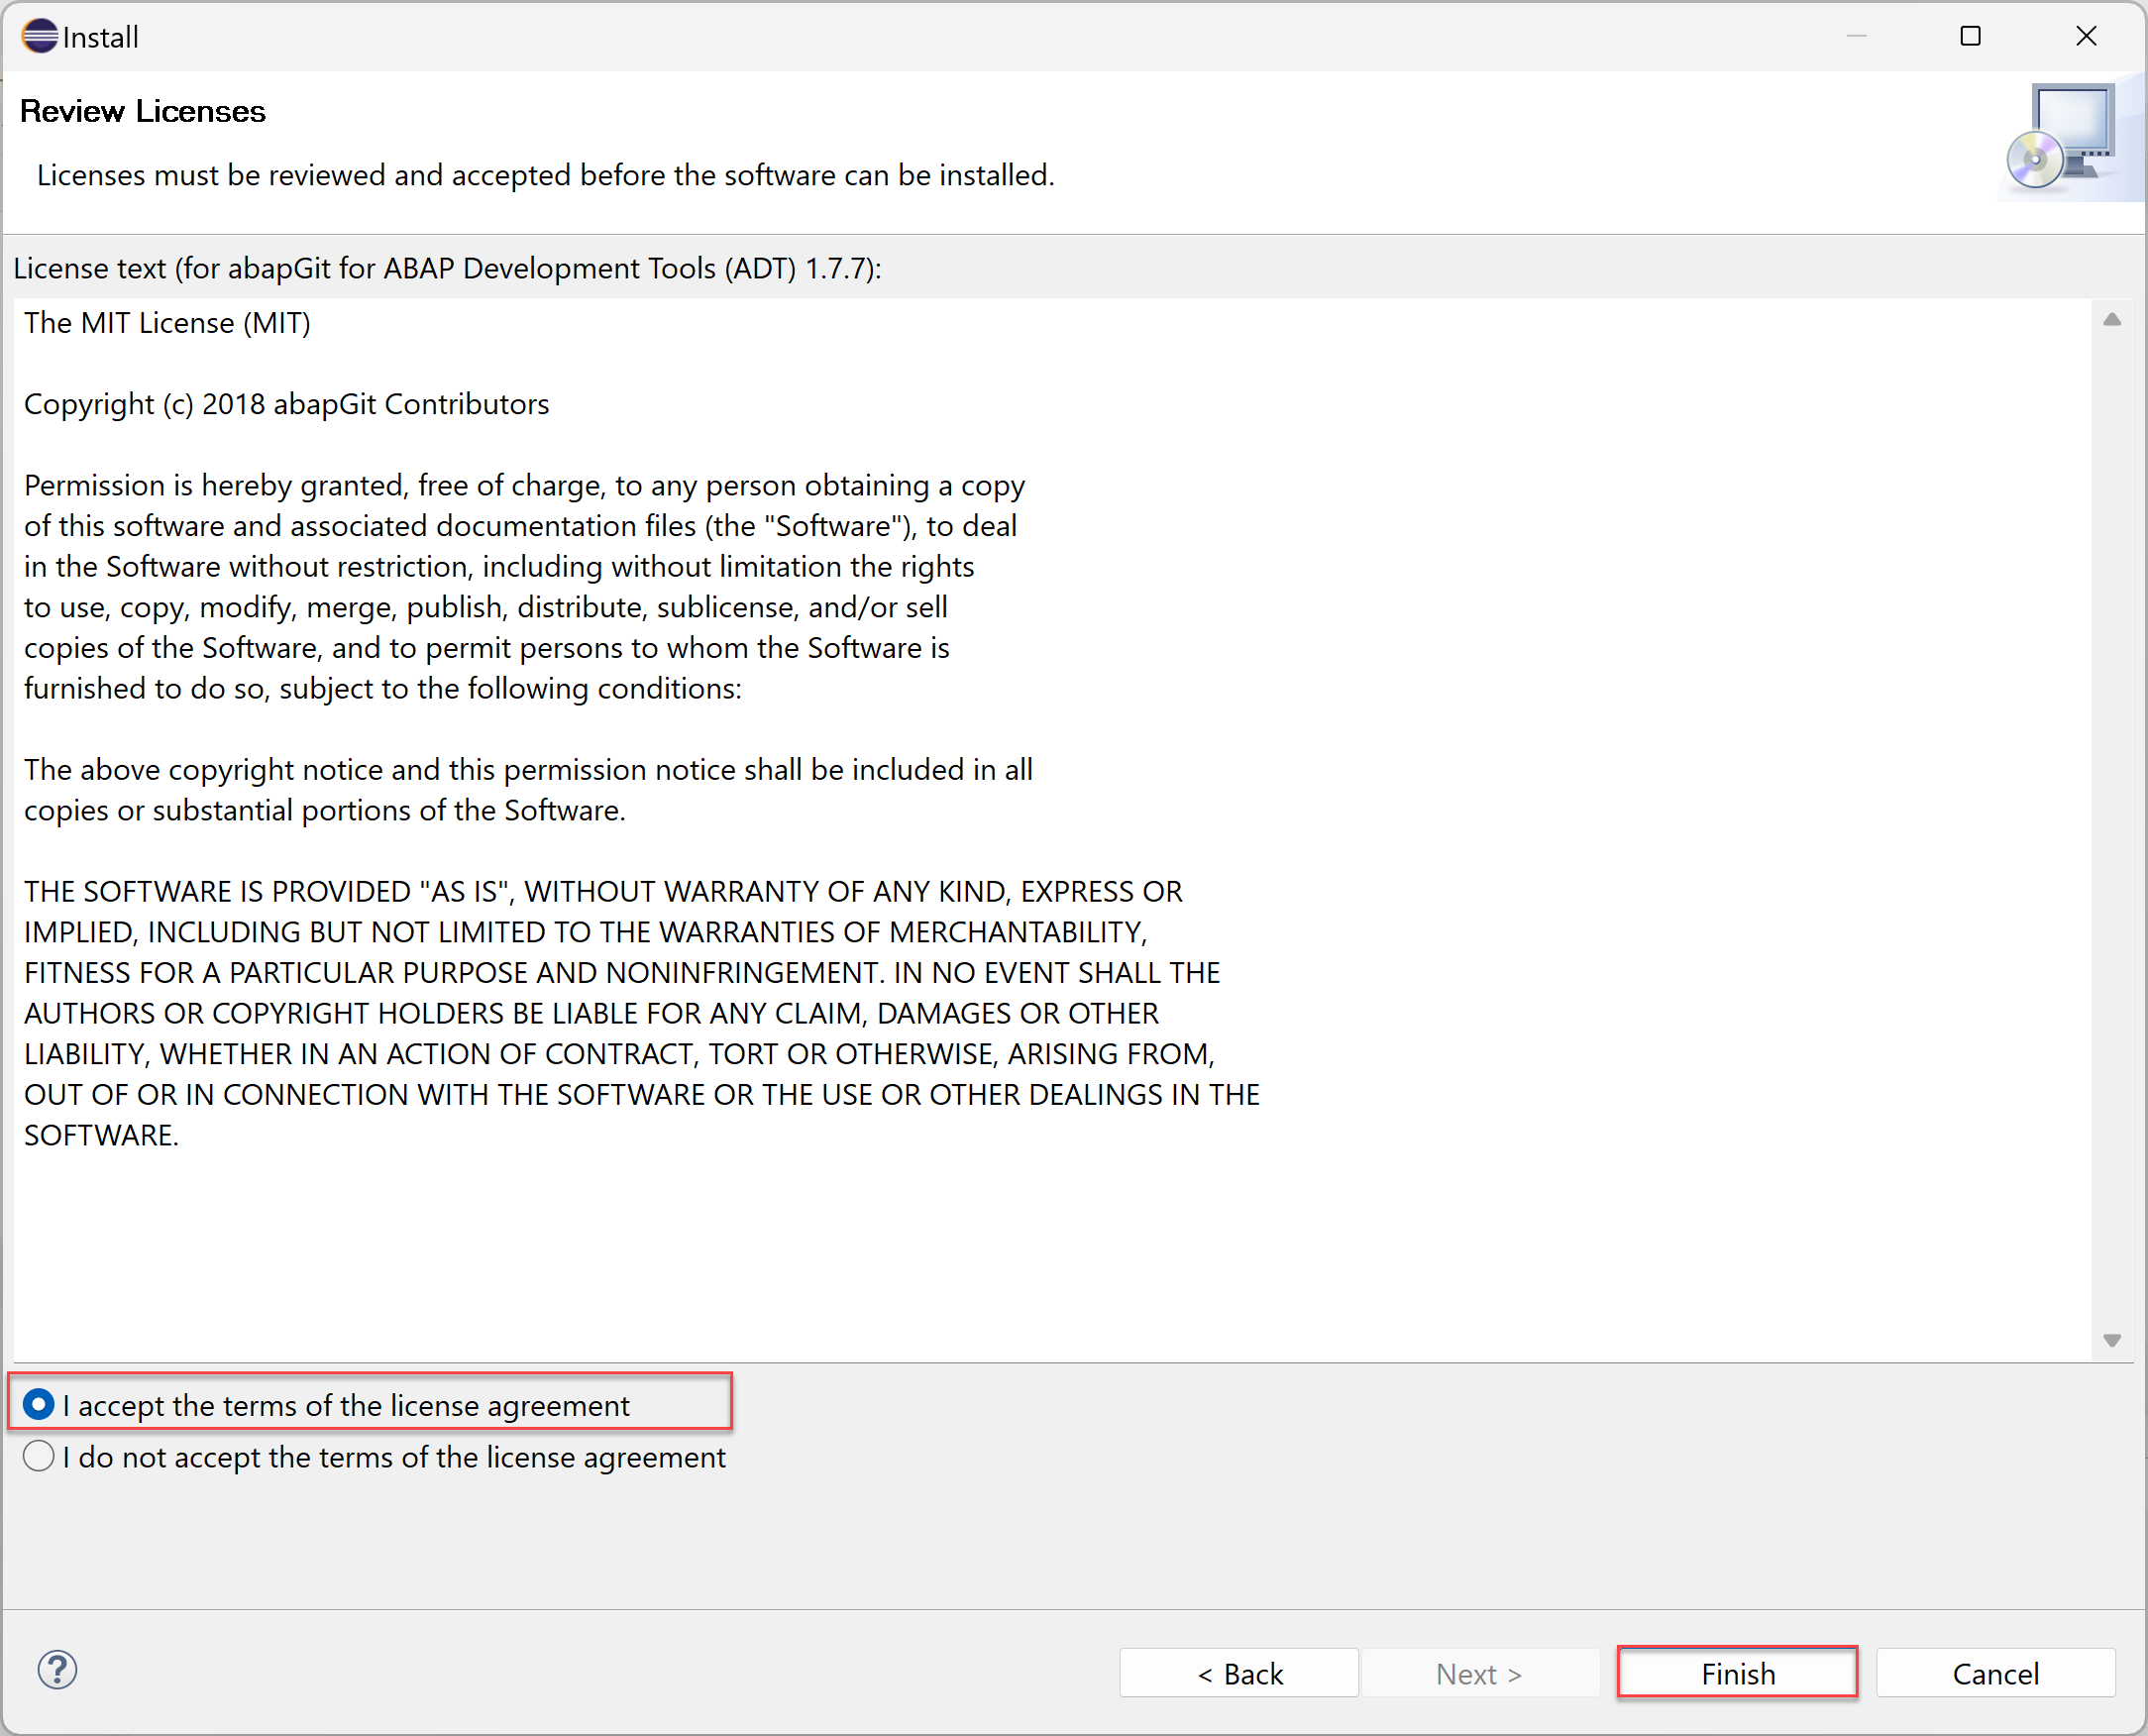 Install
Review Licenses
Licenses must be reviewed and accepted before the software can be installed.
License text (for abapGit for ABAP Development Tools (ADT) 1.7.7):
The MIT License (MIT)
Copyright (c) 2018 abapGit Contributors
Permission is hereby granted, free of charge, to any person obtaining a copy
of this software and associated documentation files (the "Software"), to deal
in the Software without restriction, including without limitation the rights
to use, copy, modify, merge, publish, distribute, sublicense, and/or sell
copies of the Software, and to permit persons to whom the Software is
furnished to do so, subject to the following conditions:
The above copyright notice and this permission notice shall be included in all
copies or substantial portions of the Software.
THE SOFTWARE IS PROVIDED "AS IS", WITHOUT WARRANTY OF ANY KIND, EXPRESS OR
IMPLIED, INCLUDING BUT NOT LIMITED TO THE WARRANTIES OF MERCHANTABILITY,
FITNESS FOR A PARTICULAR PURPOSE AND NONINFRINGEMENT. IN NO EVENT SHALL THE
AUTHORS OR COPYRIGHT HOLDERS BE LIABLE FOR ANY CLAIM, DAMAGES OR OTHER
LIABILITY, WHETHER IN AN ACTION OF CONTRACT, TORT OR OTHERWISE, ARISING FROM,
OUT OF OR IN CONNECTION WITH THE SOFTWARE OR THE USE OR OTHER DEALINGS IN THE
SOFTWARE.
I accept the terms of the license agreement
I do not accept the terms of the license agreement
? < Back Next > Finish Cancel